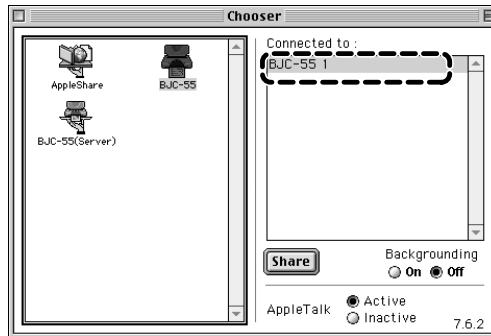 Chooser
AppleShare
BJC-55
BJC-55(Server)
Connected to :
BJC-55 1
Share
Backgrounding
On Off
AppleTalk
Active
Inactive
7.6.2